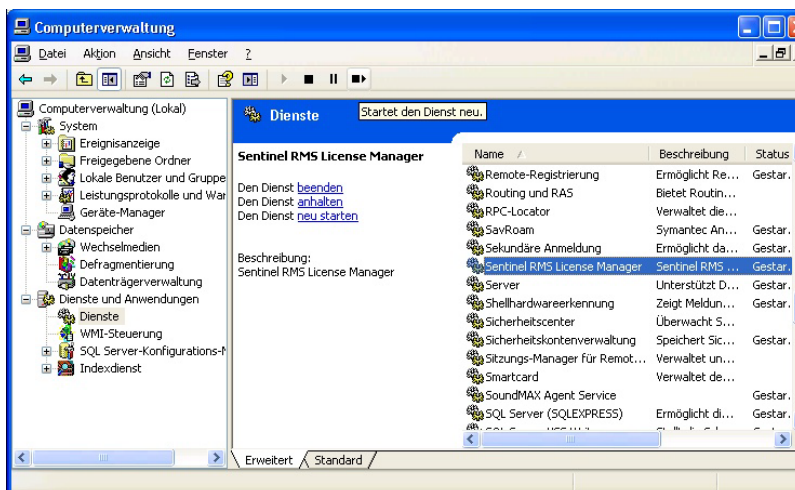 Computerverwaltung
Datei Aktion Ansicht Fenster ?
Startet den Dienst neu.
Computerverwaltung (Lokal)
System
Ereignisanzeige
Freigegebene Ordner
Lokale Benutzer und Gruppe
Leistungsprotokolle und War
Geräte-Manager
Datenspeicher
Wechselmedien
Defragmentierung
Datenträgerverwaltung
Dienste und Anwendungen
Dienste
WMI-Steuerung
SQL Server-Konfigurations-M
Indexdienst
Dienste
Sentinel RMS License Manager
Den Dienst beenden
Den Dienst anhalten
Den Dienst neu starten
Beschreibung:
Sentinel RMS License Manager
Name Beschreibung Status
Remote-Registrierung Ermöglicht Re... Gestar.
Routing und RAS Bietet Routin...
RPC-Locator Verwaltet die...
SavRoam Symantec An... Gestar.
Sekundäre Anmeldung Ermöglicht da... Gestar.
Sentinel RMS License Manager Sentinel RMS ... Gestar.
Server Unterstützt D... Gestar.
Shellhardwareerkennung Zeigt Meldun... Gestar.
Sicherheitscenter Überwacht S...
Sicherheitskontenverwaltung Speichert Sic... Gestar.
Sitzungs-Manager für Remot... Verwaltet un...
Smartcard Verwaltet de...
SoundMAX Agent Service Gestar.
SQL Server (SQLEXPRESS) Ermöglicht di... Gestar.
Erweitert Standard